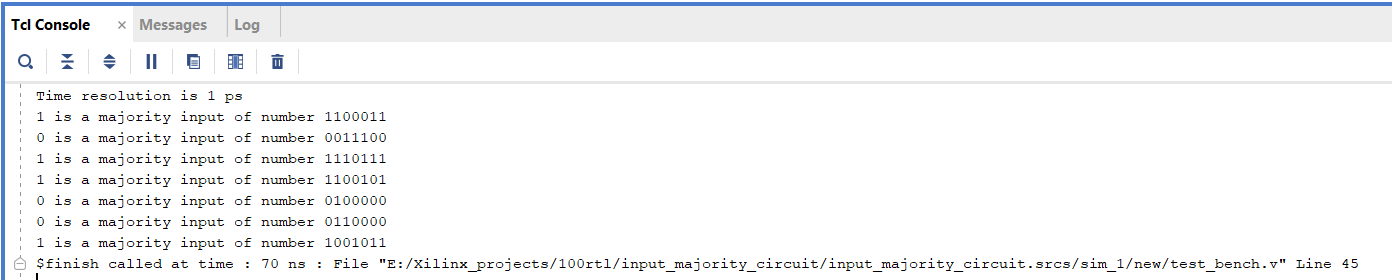 Tcl Console × Messages Log
Time resolution is 1 ps
1 is a majority input of number 1100011
0 is a majority input of number 0011100
1 is a majority input of number 1110111
1 is a majority input of number 1100101
0 is a majority input of number 0100000
0 is a majority input of number 0110000
1 is a majority input of number 1001011
$finish called at time : 70 ns : File "E:/Xilinx_projects/100rtl/input_majority_circuit/input_majority_circuit.srcs/sim_1/new/test_bench.v" Line 45